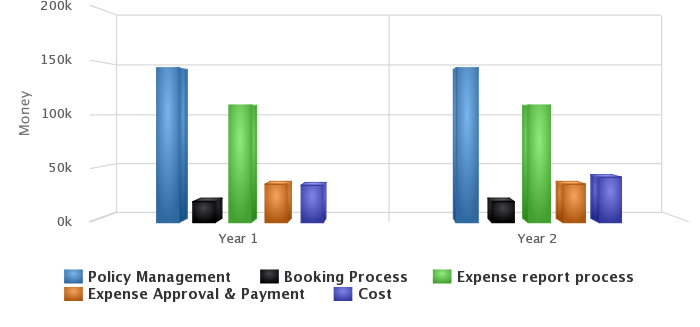 200k
150k
100k
50k
0k
Money
Year 1
Year 2
Policy Management
Booking Process
Expense report process
Expense Approval & Payment
Cost